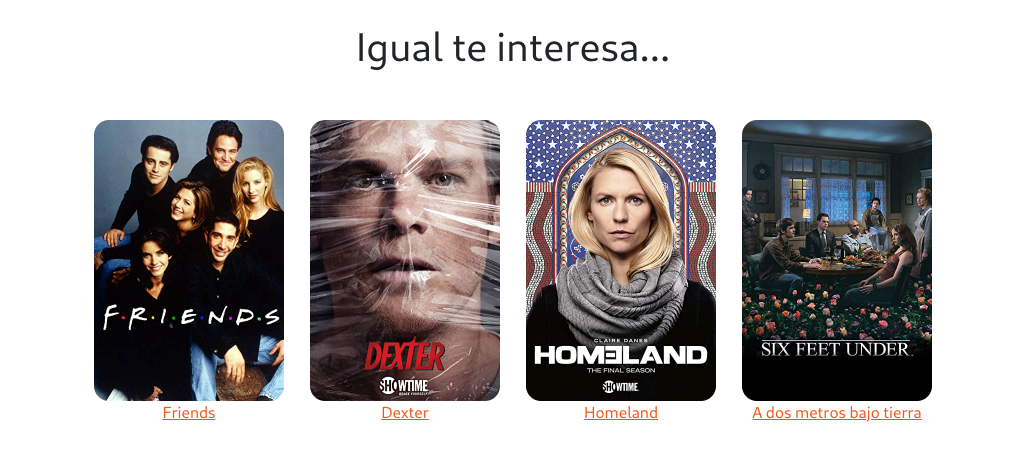 Igual te interesa...
F·R·I·E·N·D·S
DEXTER
SHOWTIME
CLAIRE DANES
HOMELAND
THE FINAL SEASON
SHOWTIME
SIX FEET UNDER
Friends
Dexter
Homeland
A dos metros bajo tierra